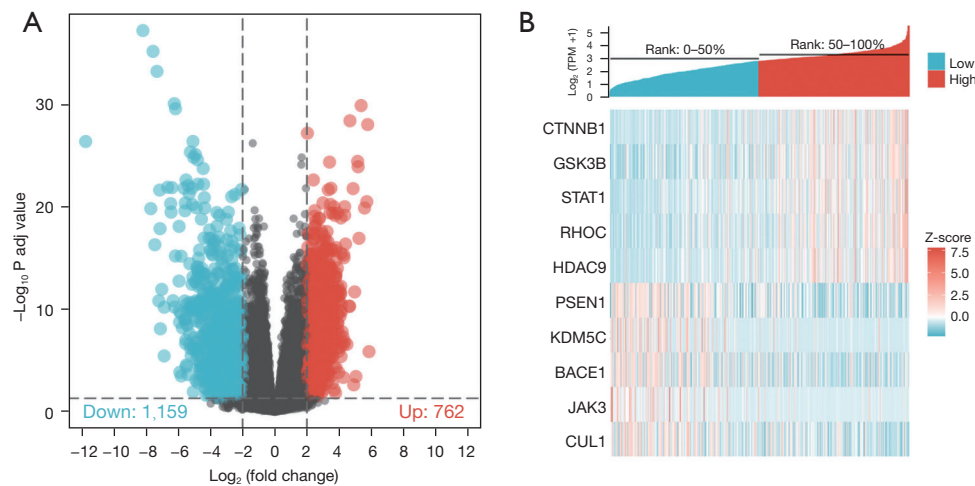 A
−Log10 P adj value
30
20
10
0
Down: 1,159
Up: 762
−12 −10 −8 −6 −4 −2 0 2 4 6 8 10 12
Log2 (fold change)
B
Log2 (TPM +1)
5
4
3
2
1
0
Rank: 0–50%
Rank: 50–100%
Low
High
CTNNB1
GSK3B
STAT1
RHOC
HDAC9
PSEN1
KDM5C
BACE1
JAK3
CUL1
Z-score
7.5
5.0
2.5
0.0